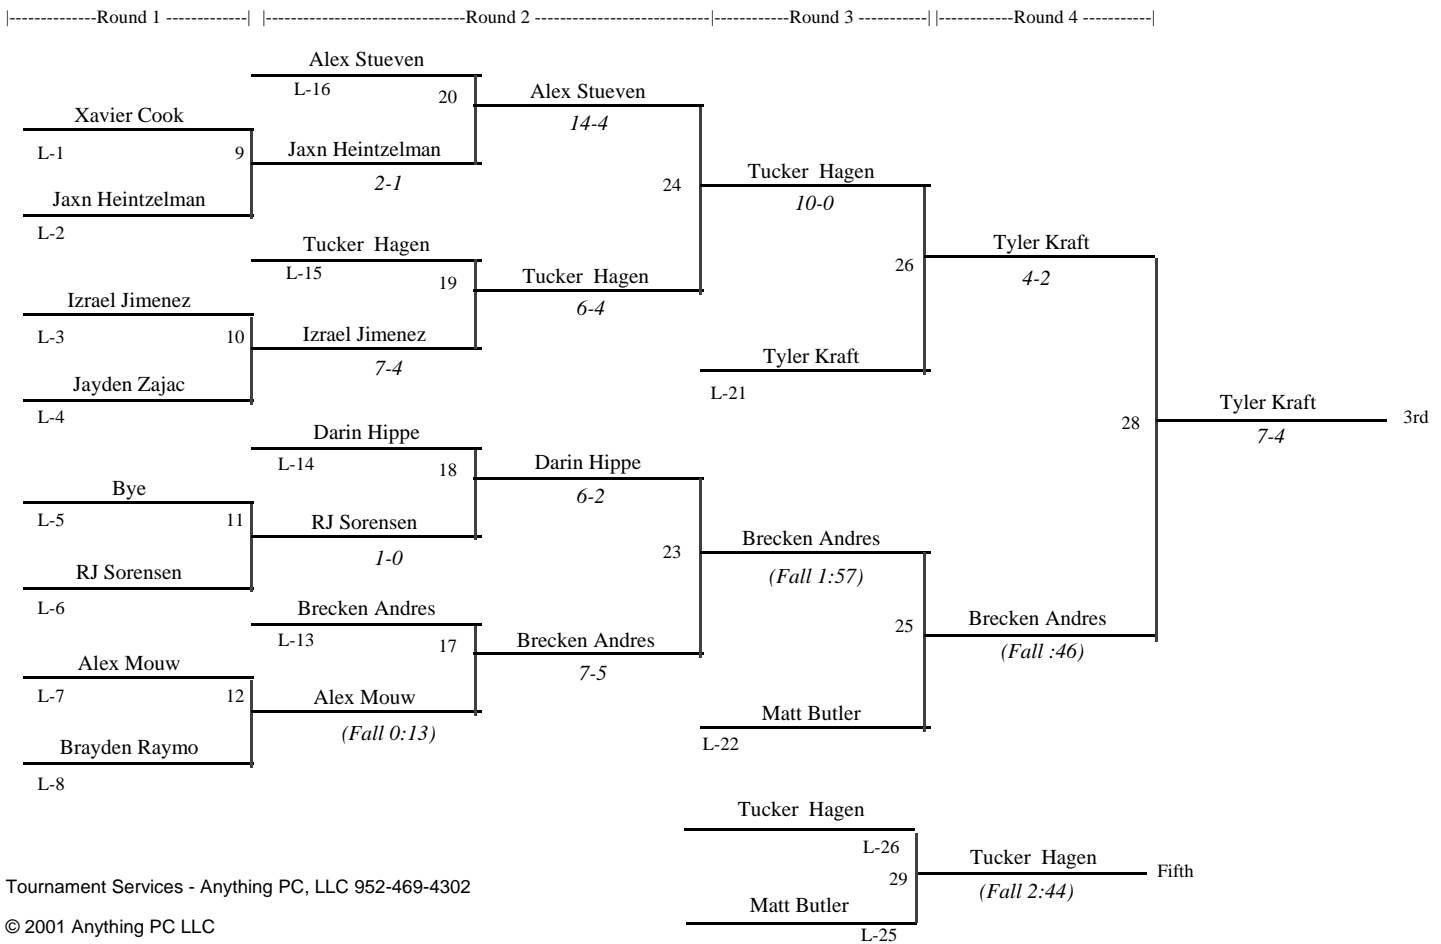 |--------------Round 1 -------------| |-----------------------------Round 2 -------------------------|------------Round 3 -----------| |------------Round 4 -----------|
Alex Stueven
L-16
20
Alex Stueven
14-4
Xavier Cook
L-1
9
Jaxn Heintzelman
2-1
Jaxn Heintzelman
L-2
24
Tucker  Hagen
10-0
Tucker  Hagen
L-15
19
Tucker  Hagen
6-4
Izrael Jimenez
L-3
10
Izrael Jimenez
7-4
Jayden Zajac
L-4
26
Tyler Kraft
4-2
Tyler Kraft
L-21
28
Tyler Kraft
7-4
3rd
Darin Hippe
L-14
18
Darin Hippe
6-2
Bye
L-5
11
RJ Sorensen
1-0
RJ Sorensen
L-6
23
Brecken Andres
(Fall 1:57)
Brecken Andres
L-13
17
Brecken Andres
7-5
Alex Mouw
L-7
12
Alex Mouw
(Fall 0:13)
Brayden Raymo
L-8
25
Brecken Andres
(Fall :46)
Matt Butler
L-22
Tucker  Hagen
L-26
29
Tucker  Hagen
(Fall 2:44)
Fifth
Matt Butler
L-25
Tournament Services - Anything PC, LLC 952-469-4302
© 2001 Anything PC LLC